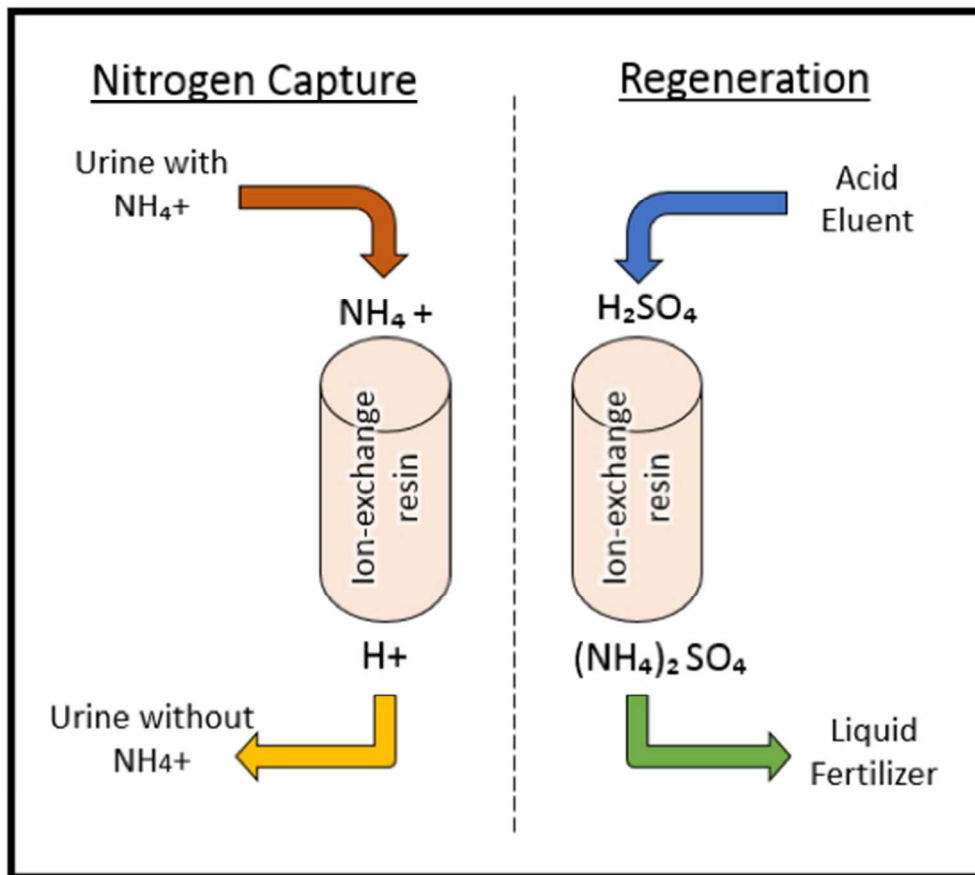 Nitrogen Capture
Urine with
NH₄+
NH₄ +
Ion-exchange
resin
H+
Urine without
NH4+
Regeneration
Acid
Eluent
H₂SO₄
Ion-exchange
resin
(NH₄)₂ SO₄
Liquid
Fertilizer